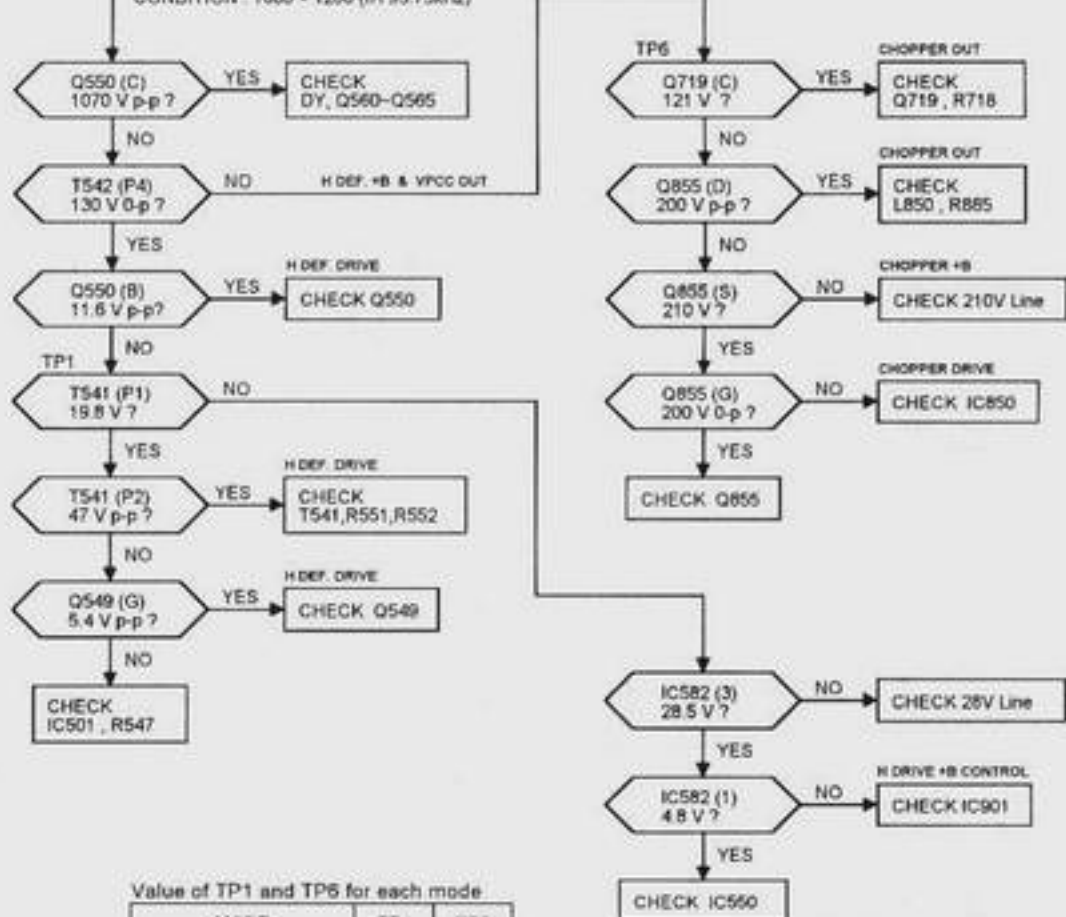 Q550 (C)
1070 V p-p ?
YES
CHECK
DY, Q560~Q565
NO
T542 (P4)
130 V 0-p ?
NO
H DEF. +B & VPCC OUT
YES
Q550 (B)
11.6 V p-p?
YES
H DEF. DRIVE
CHECK Q550
NO
TP1
T541 (P1)
19.8 V ?
NO
YES
T541 (P2)
47 V p-p ?
YES
H DEF. DRIVE
CHECK
T541,R551,R552
NO
Q549 (G)
5.4 V p-p ?
YES
H DEF. DRIVE
CHECK Q549
NO
CHECK
IC501 , R547
TP6
Q719 (C)
121 V ?
YES
CHOPPER OUT
CHECK
Q719 , R718
NO
Q855 (D)
200 V p-p ?
YES
CHOPPER OUT
CHECK
L850 , R885
NO
Q855 (S)
210 V ?
NO
CHOPPER +B
CHECK 210V Line
YES
Q855 (G)
200 V 0-p ?
NO
CHOPPER DRIVE
CHECK IC850
YES
CHECK Q855
IC582 (3)
28.5 V ?
NO
CHECK 28V Line
YES
IC582 (1)
4.8 V ?
NO
H DRIVE +B CONTROL
CHECK IC901
YES
CHECK IC550
Value of TP1 and TP6 for each mode